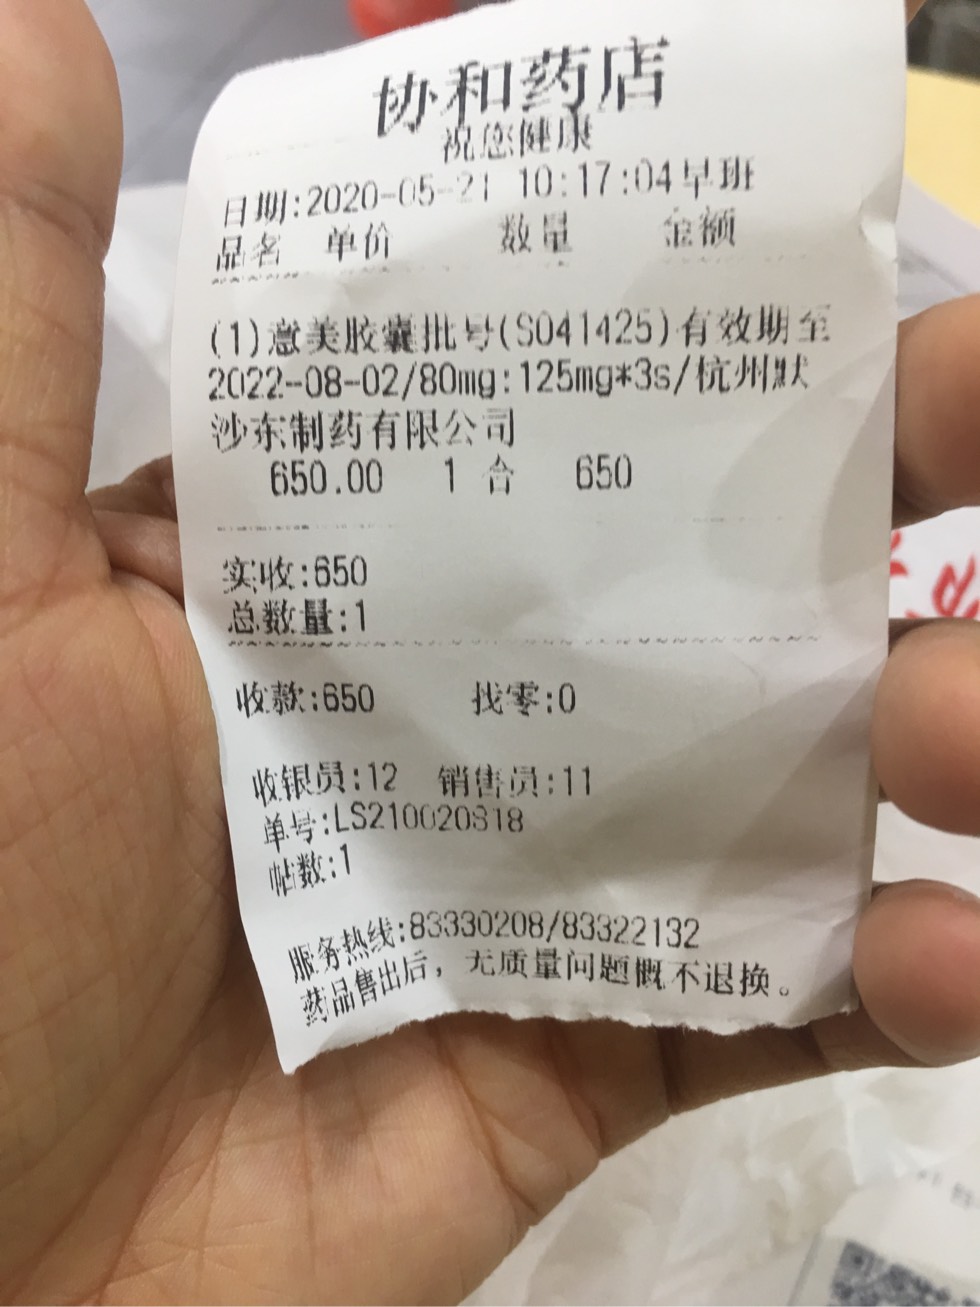 协和药店
祝您健康
日期:2020-05-21 10:17:04早班
品名 单价 数量 金额
(1)意美胶囊批号(S041425)有效期至
2022-08-02/80mg:125mg*3s/杭州默
沙东制药有限公司
650.00 1 合 650
实收:650
总数量:1
收款:650 找零:0
收银员:12 销售员:11
单号:LS210020818
帖数:1
服务热线:83330208/83322132
药品售出后，无质量问题概不退换。